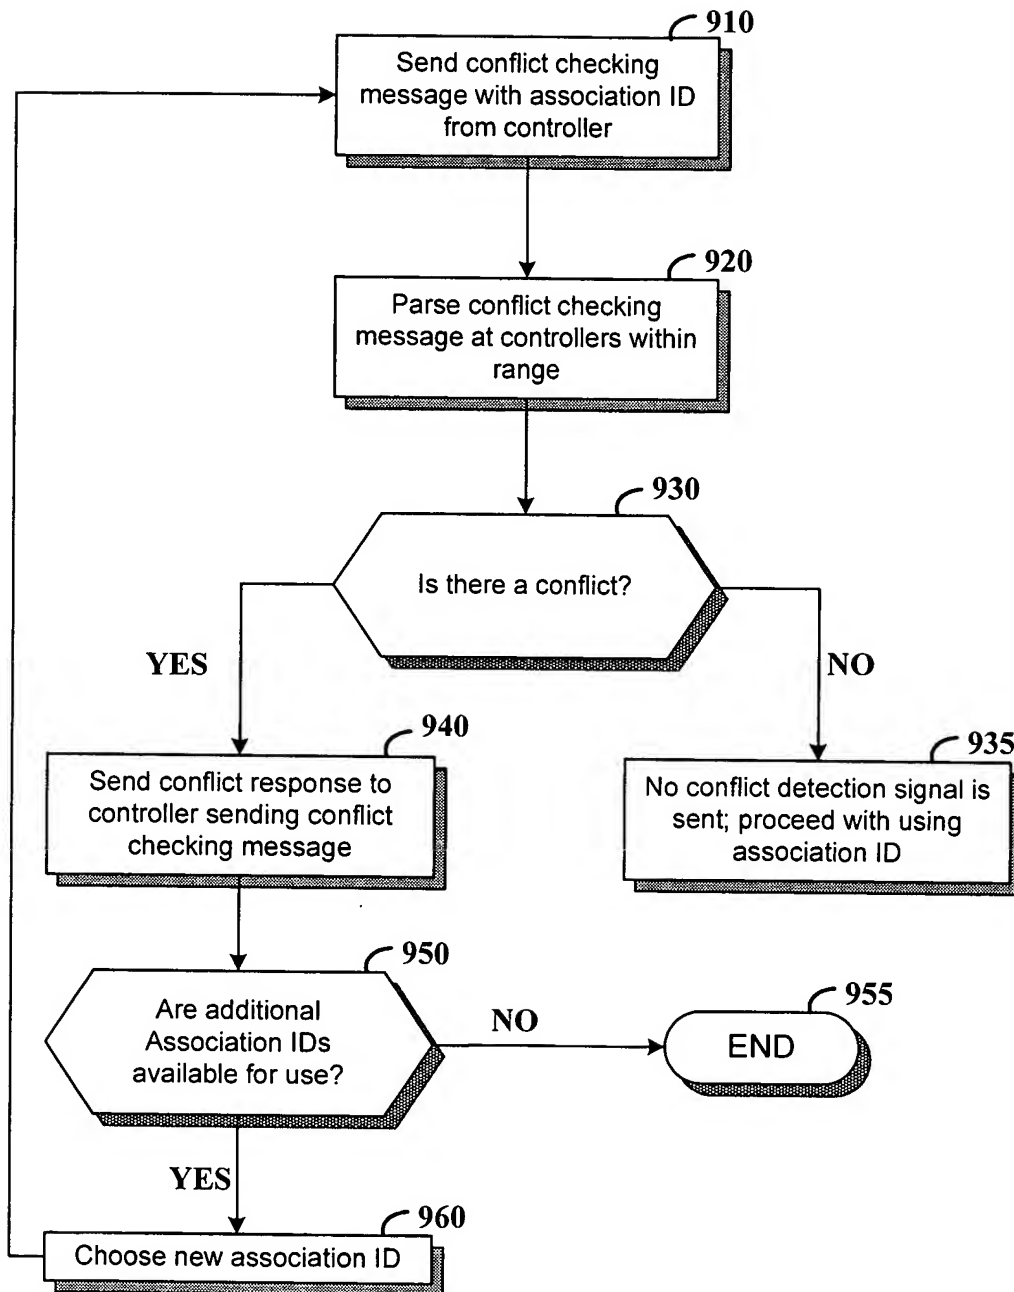 910
Send conflict checking
message with association ID
from controller
920
Parse conflict checking
message at controllers within
range
930
Is there a conflict?
YES
NO
940
Send conflict response to
controller sending conflict
checking message
935
No conflict detection signal is
sent; proceed with using
association ID
950
Are additional
Association IDs
available for use?
NO
955
END
YES
960
Choose new association ID